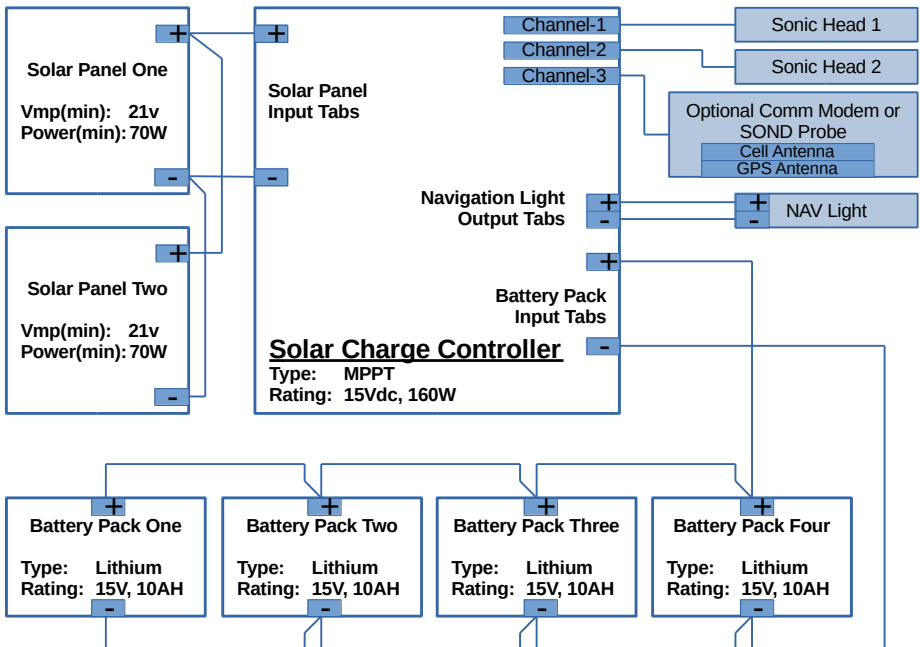 +
-
Solar Panel One
Vmp(min): 21v
Power(min): 70W
+
-
Solar Panel Two
Vmp(min): 21v
Power(min): 70W
+
-
Solar Panel
Input Tabs
Channel-1
Channel-2
Channel-3
Navigation Light
Output Tabs
+
-
Battery Pack
Input Tabs
+
-
Solar Charge Controller
Type: MPPT
Rating: 15Vdc, 160W
Sonic Head 1
Sonic Head 2
Optional Comm Modem or
SOND Probe
Cell Antenna
GPS Antenna
+
-
NAV Light
+
Battery Pack One
Type: Lithium
Rating: 15V, 10AH
-
+
Battery Pack Two
Type: Lithium
Rating: 15V, 10AH
-
+
Battery Pack Three
Type: Lithium
Rating: 15V, 10AH
-
+
Battery Pack Four
Type: Lithium
Rating: 15V, 10AH
-